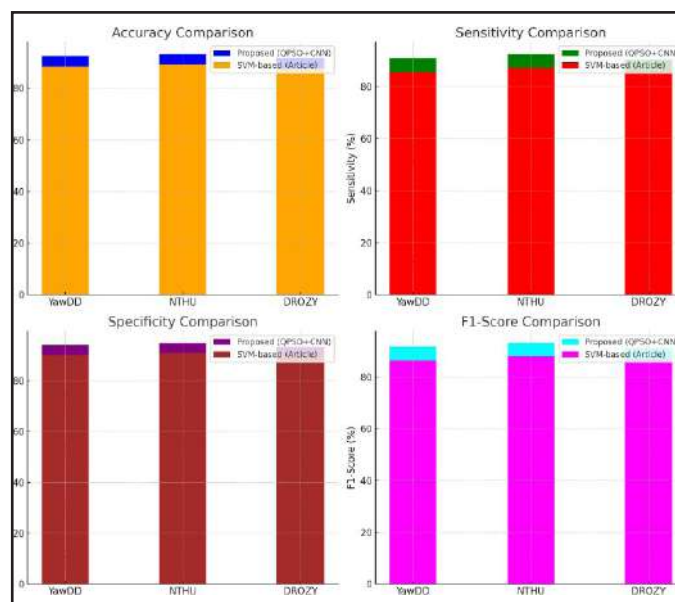 Accuracy Comparison
Proposed (QPSO+CNN)
SVM-based (Article)
80
60
40
20
0
YawDD
NTHU
DROZY
Sensitivity Comparison
Proposed (QPSO+CNN)
SVM-based (Article)
Sensitivity (%)
80
60
40
20
0
YawDD
NTHU
DROZY
Specificity Comparison
Proposed (QPSO+CNN)
SVM-based (Article)
80
60
40
20
0
YawDD
NTHU
DROZY
F1-Score Comparison
Proposed (QPSO+CNN)
SVM-based (Article)
F1-Score (%)
80
60
40
20
0
YawDD
NTHU
DROZY